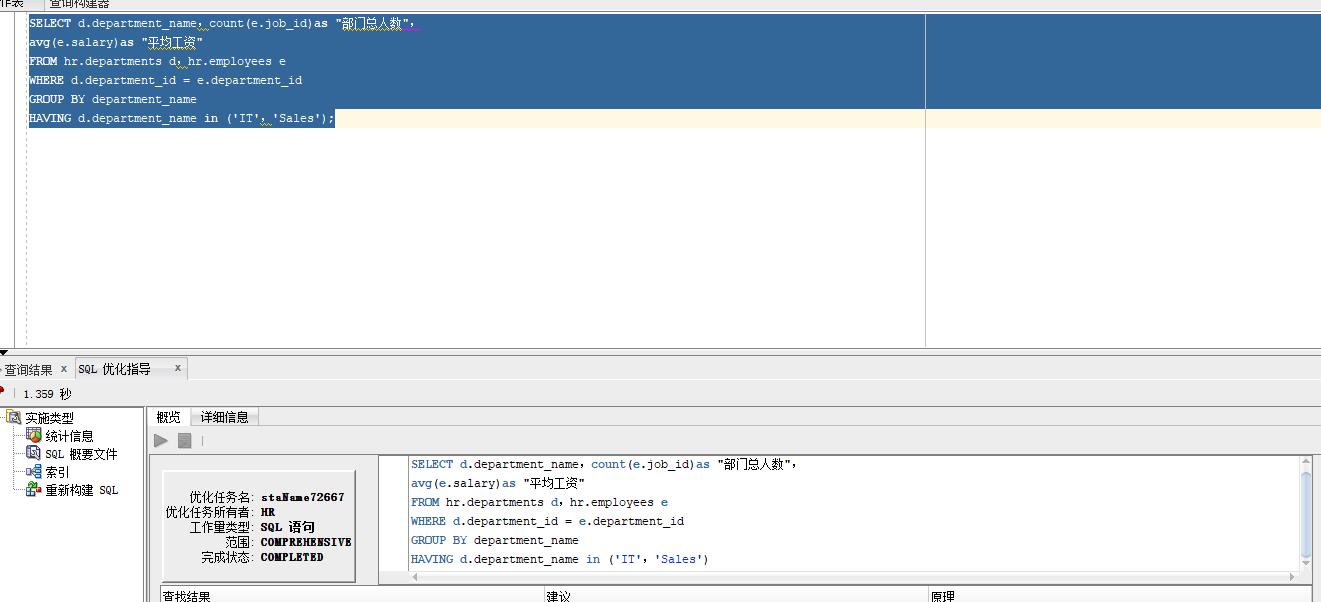 作表 查询构建器
SELECT d.department_name，count(e.job_id)as "部门总人数"，
avg(e.salary)as "平均工资"
FROM hr.departments d，hr.employees e
WHERE d.department_id = e.department_id
GROUP BY department_name
HAVING d.department_name in ('IT'，'Sales');
查询结果 x SQL 优化指导 x
1.359 秒
实施类型
统计信息
SQL 概要文件
索引
重新构建 SQL
概览 详细信息
优化任务名: staName72667
优化任务所有者: HR
工作量类型: SQL 语句
范围: COMPREHENSIVE
完成状态: COMPLETED
SELECT d.department_name，count(e.job_id)as "部门总人数"，
avg(e.salary)as "平均工资"
FROM hr.departments d，hr.employees e
WHERE d.department_id = e.department_id
GROUP BY department_name
HAVING d.department_name in ('IT'，'Sales')
查找结果 建议 原理